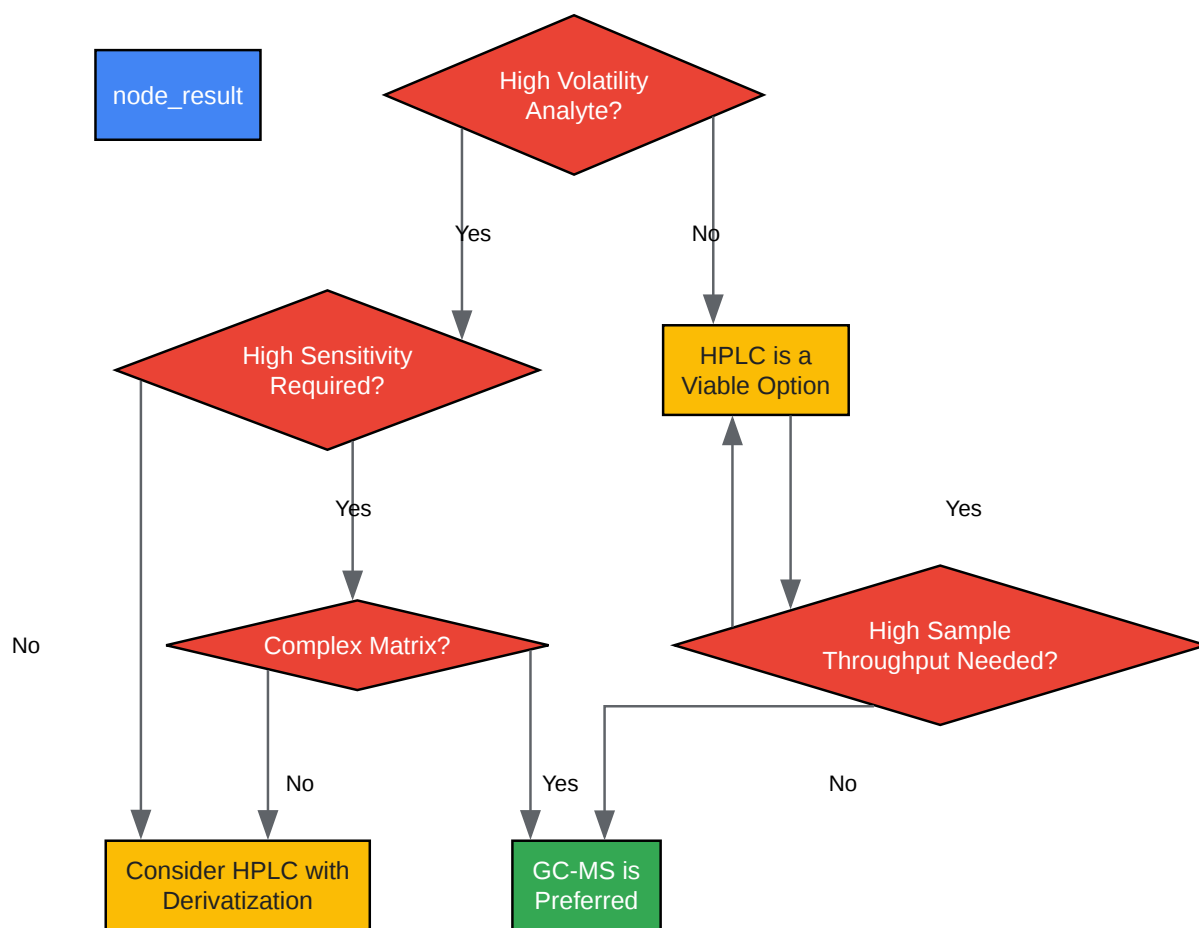 High Volatility
Analyte?
node_result
Yes
No
High Sensitivity
Required?
HPLC is a
Viable Option
Yes
Yes
No
Complex Matrix?
High Sample
Throughput Needed?
No
Yes
No
Consider HPLC with
Derivatization
GC-MS is
Preferred